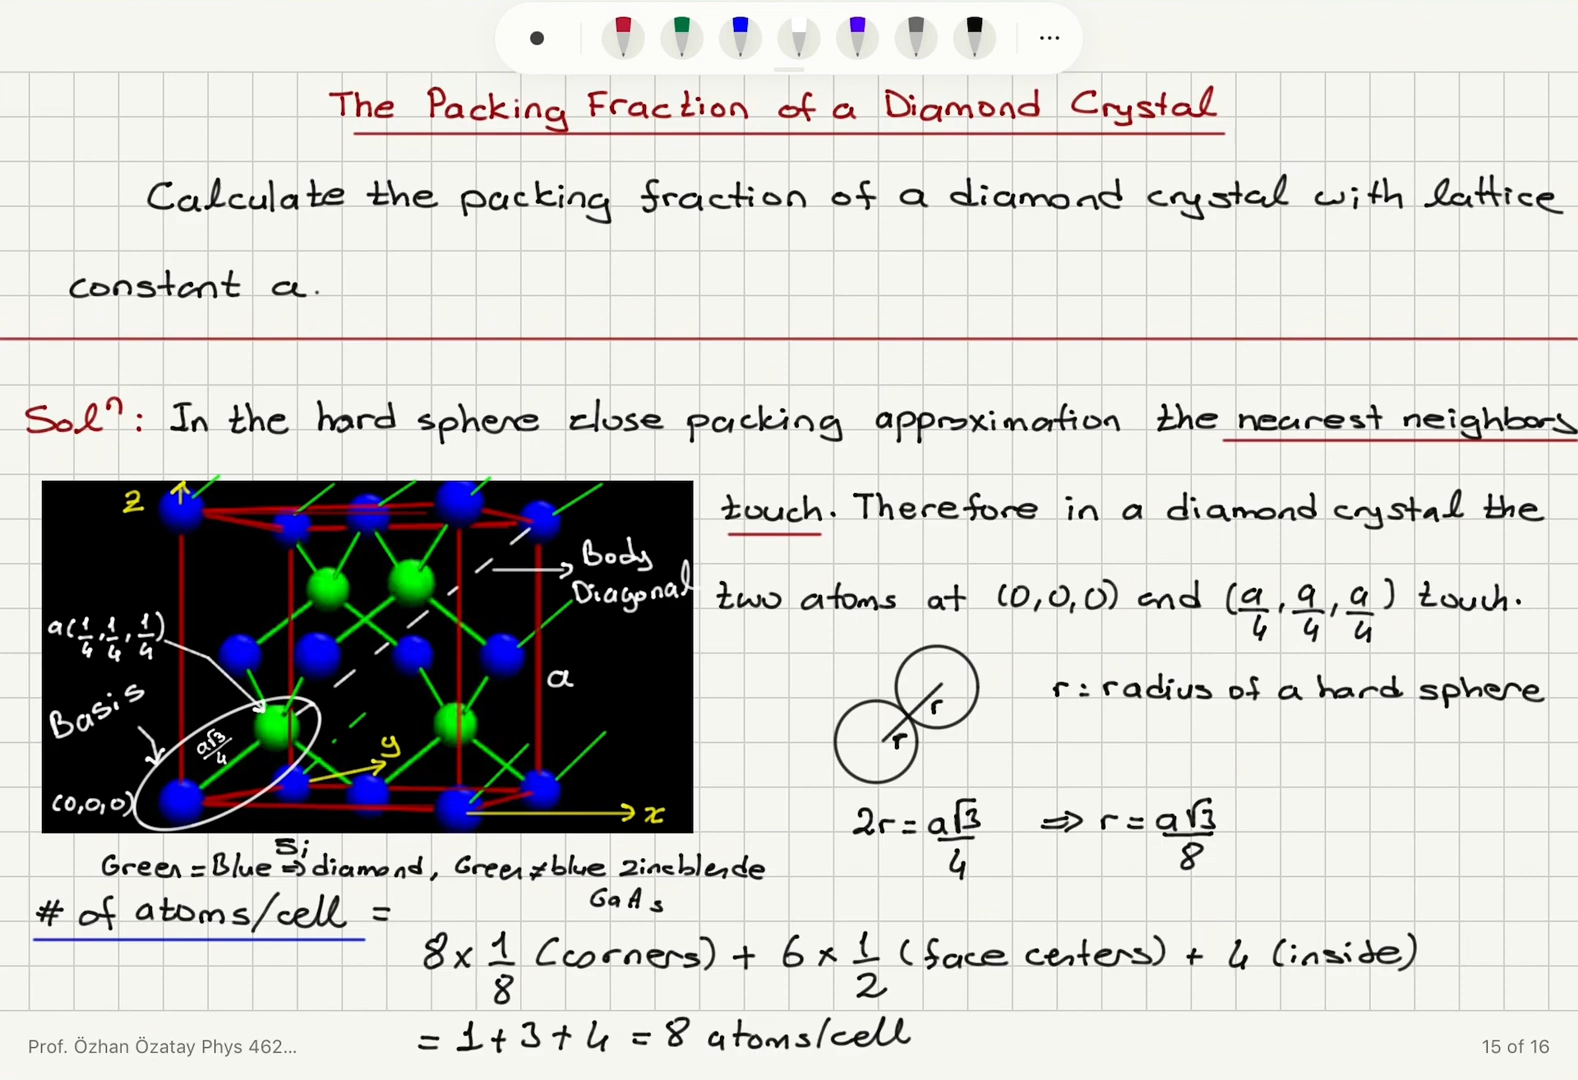 The Packing Fraction of a Diamond Crystal
Calculate the packing fraction of a diamond crystal with lattice
constant a.
Solⁿ: In the hard sphere close packing approximation the nearest neighbors
touch. Therefore in a diamond crystal the
two atoms at (0,0,0) and (a/4, a/4, a/4) touch.
z
Body
Diagonal
a(1/4, 1/4, 1/4)
a
Basis
a√3/4
y
(0,0,0)
x
r
r
r = radius of a hard sphere
2r = a√3/4 ⇒ r = a√3/8
Si
Green = Blue ⇒ diamond, Green ≠ blue Zincblende
GaAs
# of atoms/cell =
8 × 1/8 (corners) + 6 × 1/2 (face centers) + 4 (inside)
= 1 + 3 + 4 = 8 atoms/cell
Prof. Özhan Özatay Phys 462...
15 of 16